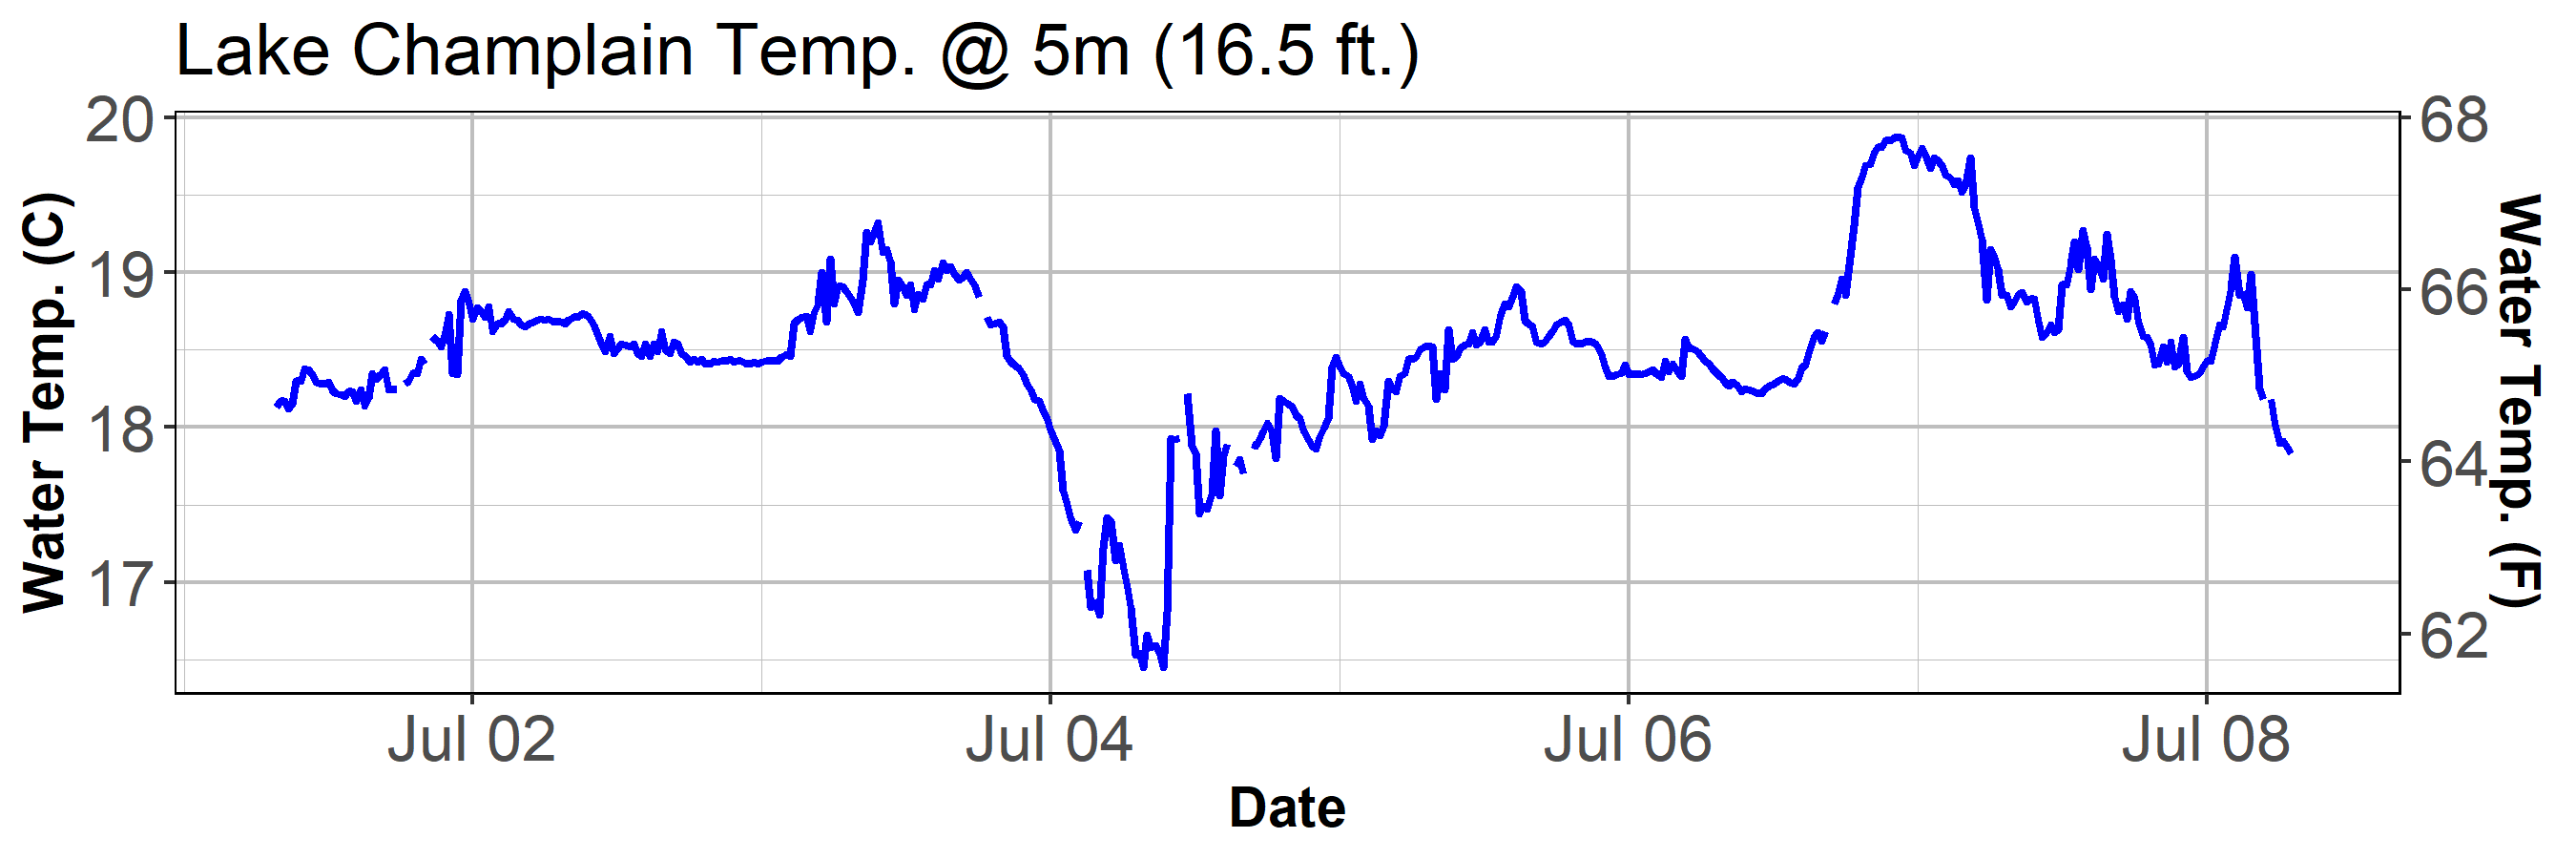 Lake Champlain Temp. @ 5m (16.5 ft.)
Water Temp. (C)
20
19
18
17
68
66
64
62
Water Temp. (F)
Jul 02
Jul 04
Jul 06
Jul 08
Date